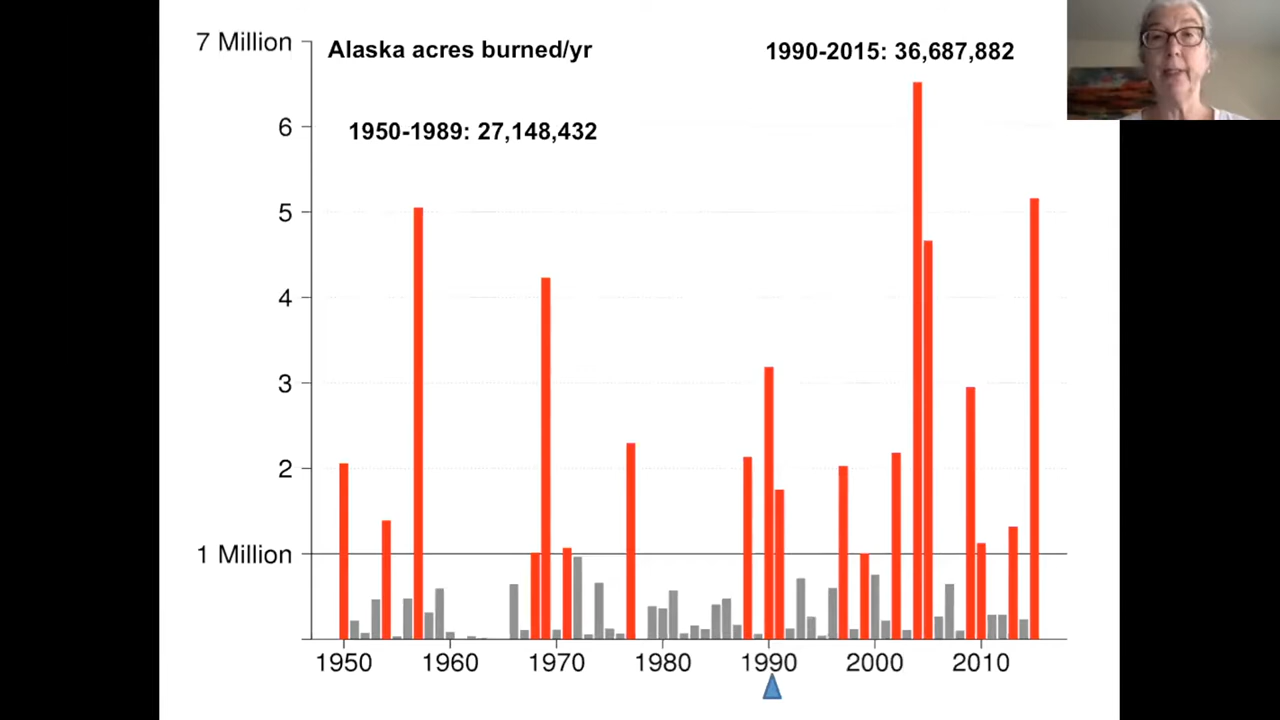 Alaska acres burned/yr
1990-2015: 36,687,882
1950-1989: 27,148,432
7 Million
6
5
4
3
2
1 Million
1950 1960 1970 1980 1990 2000 2010